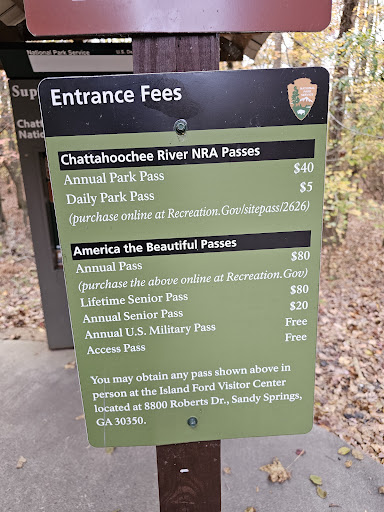 National Park Service
U.S. D
Sup
Chatt
Nati
Entrance Fees
Chattahoochee River NRA Passes
Annual Park Pass $40
Daily Park Pass $5
(purchase online at Recreation.Gov/sitepass/2626)
America the Beautiful Passes
Annual Pass $80
(purchase the above online at Recreation.Gov)
Lifetime Senior Pass $80
Annual Senior Pass $20
Annual U.S. Military Pass Free
Access Pass Free
You may obtain any pass shown above in
person at the Island Ford Visitor Center
located at 8800 Roberts Dr., Sandy Springs,
GA 30350.